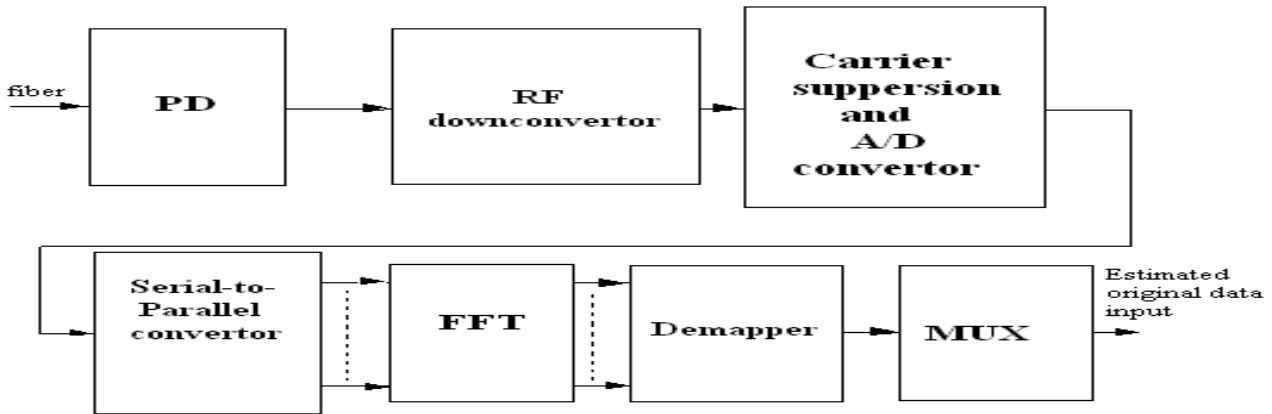 fiber
PD
RF
downconvertor
Carrier
suppersion
and
A/D
convertor
Serial-to-
Parallel
convertor
FFT
Demapper
MUX
Estimated
original data
input